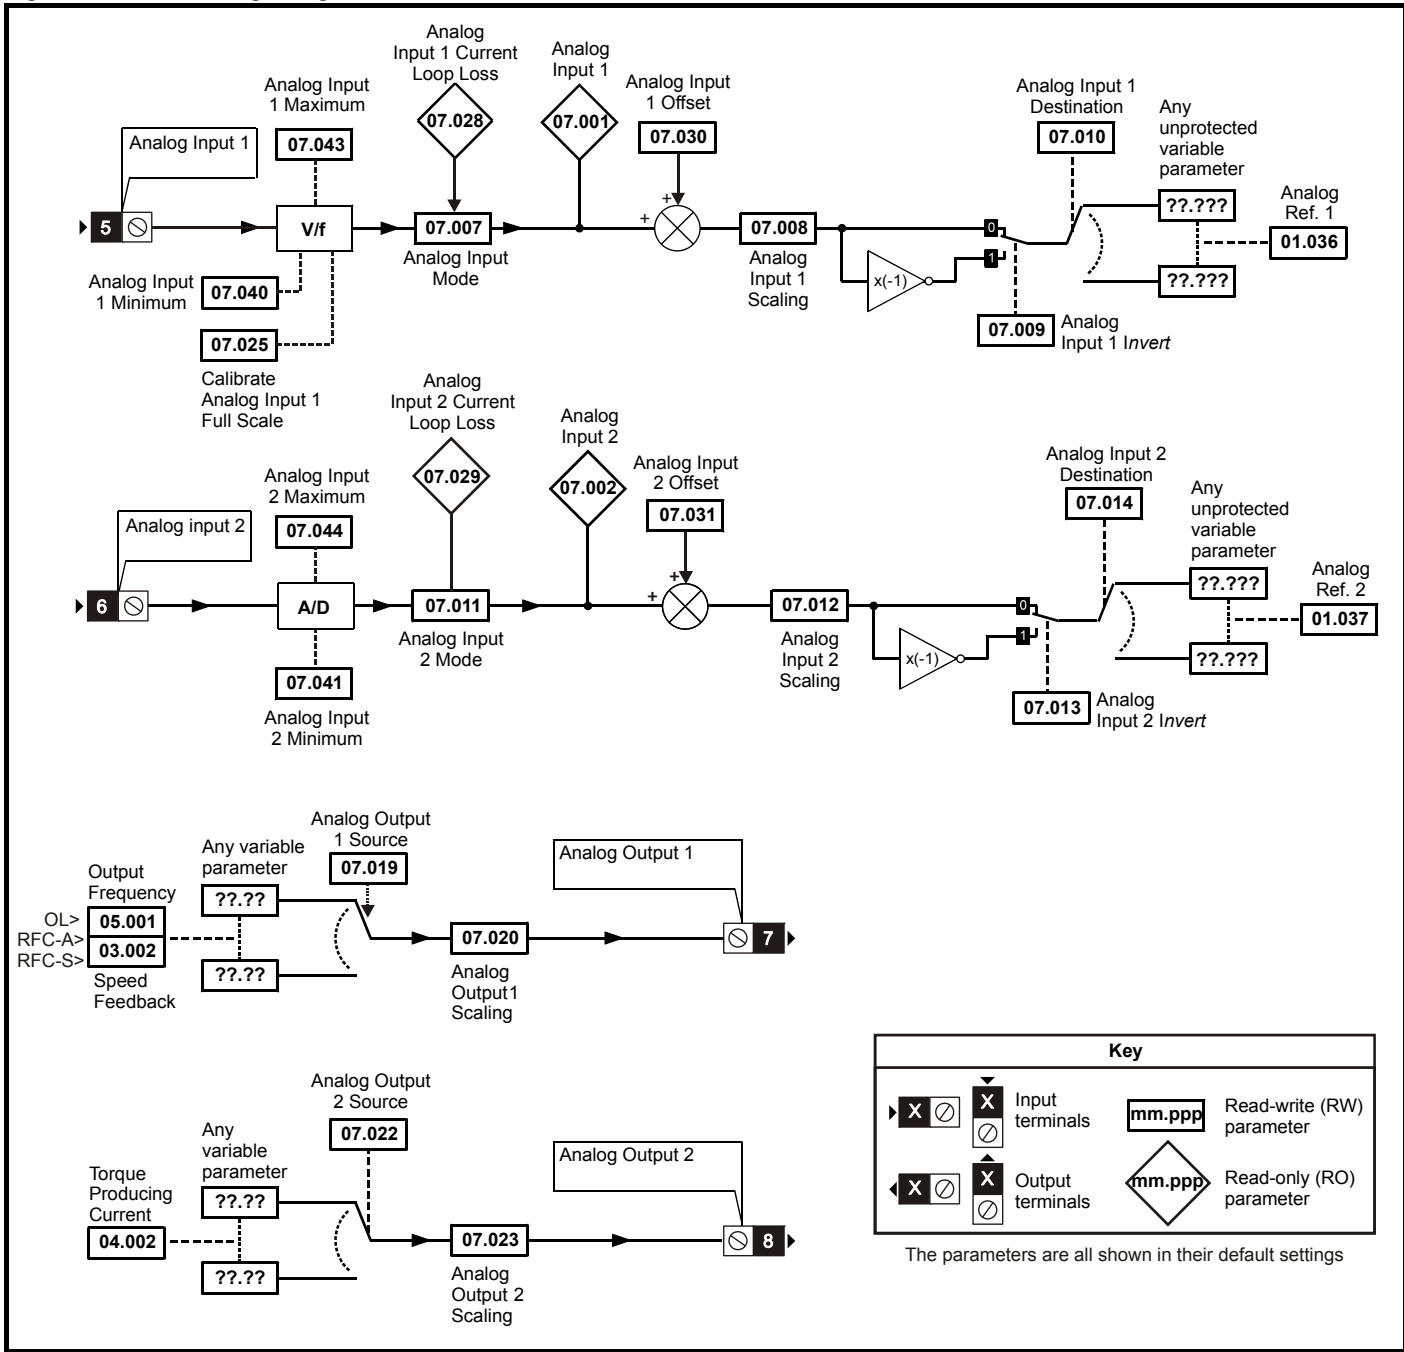 Analog
Input 1 Current
Loop Loss
Analog
Input 1
Analog Input
1 Maximum
Analog Input
1 Offset
Analog Input 1
Destination
Any
unprotected
variable
parameter
Analog Input 1
07.043
07.028
07.001
07.030
07.010
Analog
Ref. 1
5
V/f
07.007
+
+
07.008
0
1
??.???
01.036
Analog Input
Mode
Analog
Input 1
Scaling
x(-1)
??.???
Analog Input
1 Minimum
07.040
07.009
Analog
Input 1 Invert
07.025
Calibrate
Analog Input 1
Full Scale
Analog
Input 2 Current
Loop Loss
Analog
Input 2
Analog Input
2 Maximum
Analog Input
2 Offset
Analog Input 2
Destination
Any
unprotected
variable
parameter
Analog input 2
07.044
07.029
07.002
07.031
07.014
Analog
Ref. 2
6
A/D
07.011
+
+
07.012
0
1
??.???
01.037
Analog Input
2 Mode
Analog
Input 2
Scaling
x(-1)
??.???
07.041
Analog Input
2 Minimum
07.013
Analog
Input 2 Invert
Analog Output
1 Source
Any variable
parameter
07.019
Analog Output 1
Output
Frequency
??.??
OL>
05.001
RFC-A>
03.002
RFC-S>
07.020
7
??.??
Speed
Feedback
Analog
Output1
Scaling
Analog Output
2 Source
Any
variable
parameter
07.022
Analog Output 2
Torque
Producing
Current
??.??
04.002
07.023
8
??.??
Analog
Output 2
Scaling
Key
X
X
Input
terminals
mm.ppp
Read-write (RW)
parameter
X
X
Output
terminals
mm.ppp
Read-only (RO)
parameter
The parameters are all shown in their default settings